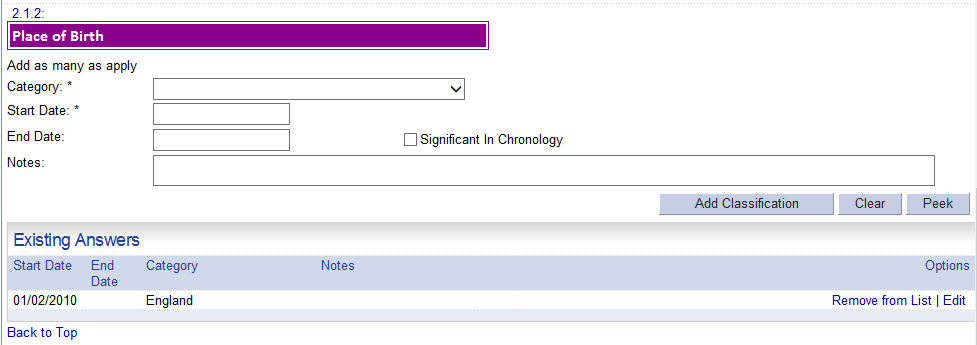 2.1.2:
Place of Birth
Add as many as apply
Category: *
Start Date: *
End Date:
Significant In Chronology
Notes:
Add Classification Clear Peek
Existing Answers
Start Date End Date Category Notes Options
01/02/2010 England Remove from List | Edit
Back to Top